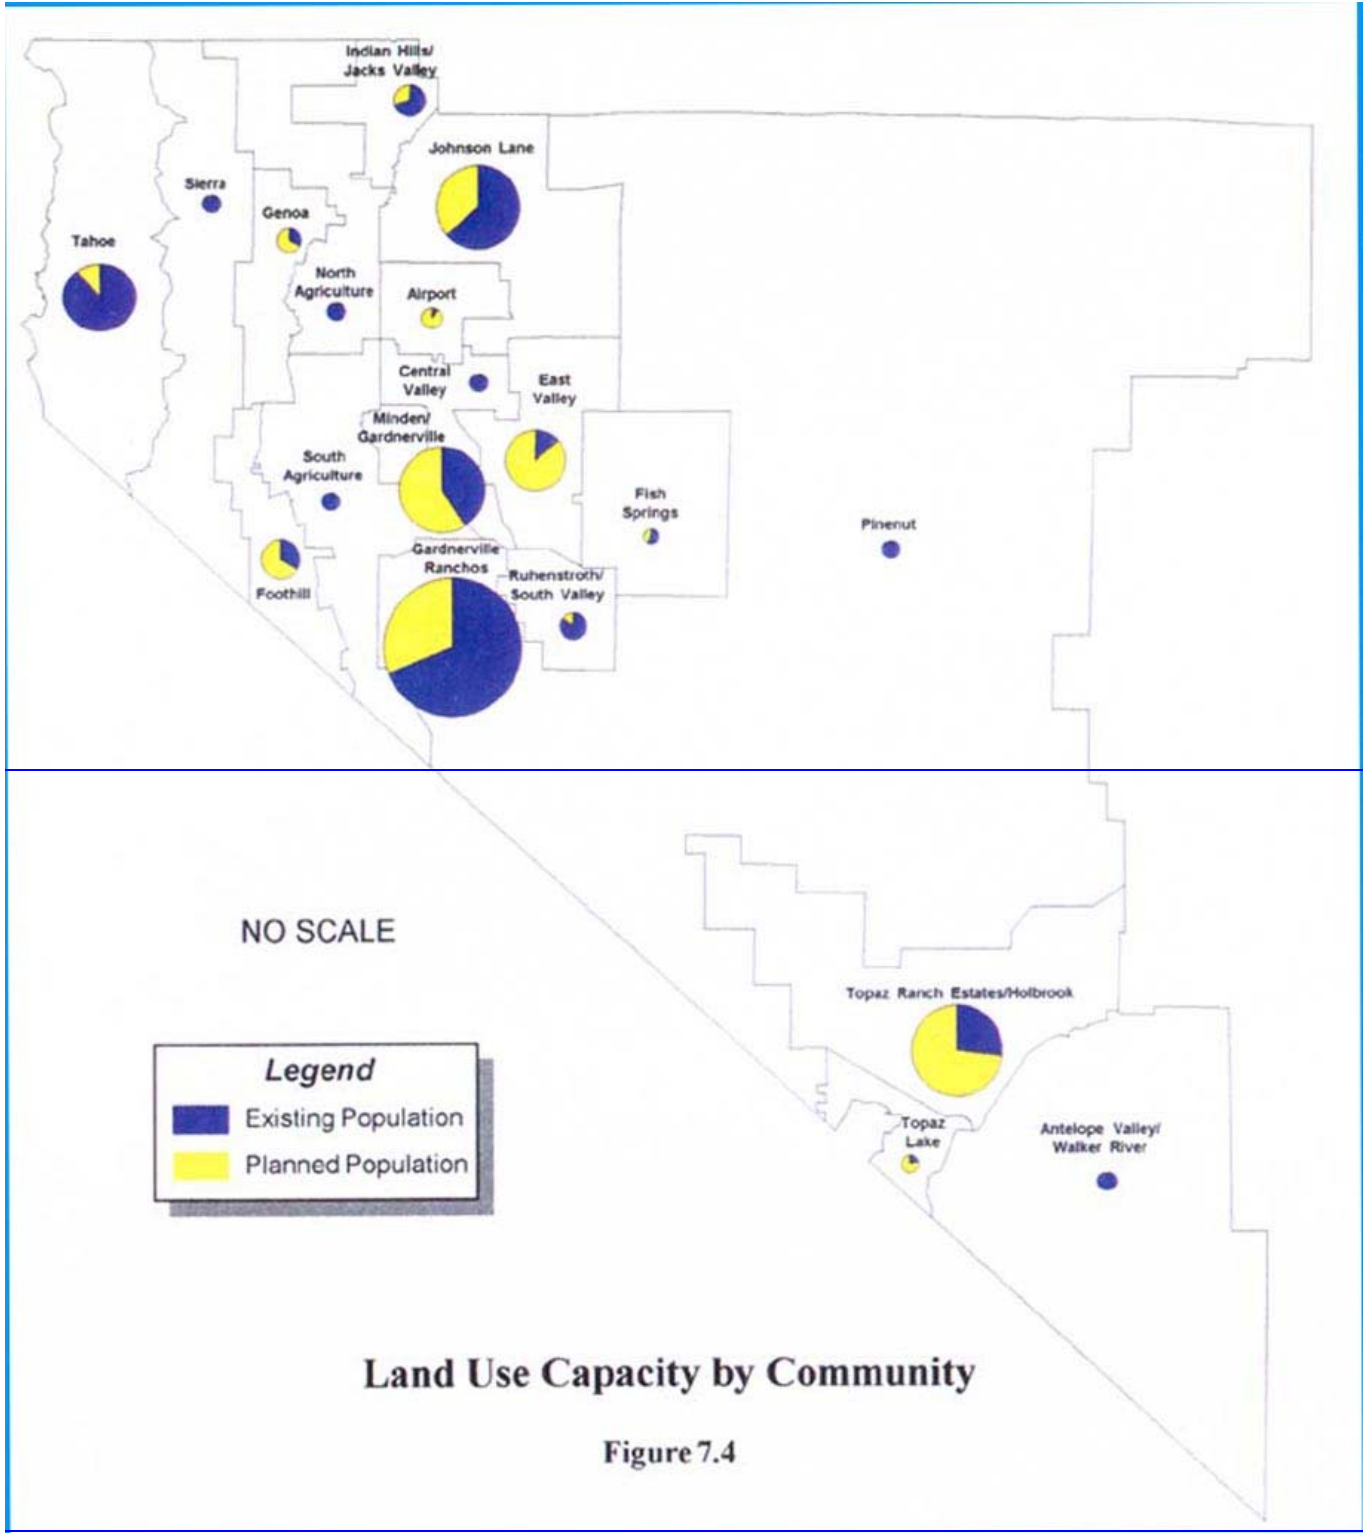 Indian Hills/
Jacks Valley
Johnson Lane
Sierra
Genoa
Tahoe
North
Agriculture
Airport
Central
Valley
East
Valley
Minden/
Gardnerville
South
Agriculture
Fish
Springs
Pinenut
Gardnerville
Ranchos
Ruhenstroth/
South Valley
Foothill
NO SCALE
Topaz Ranch Estates/Holbrook
Legend
Existing Population
Planned Population
Topaz
Lake
Antelope Valley/
Walker River
Land Use Capacity by Community
Figure 7.4